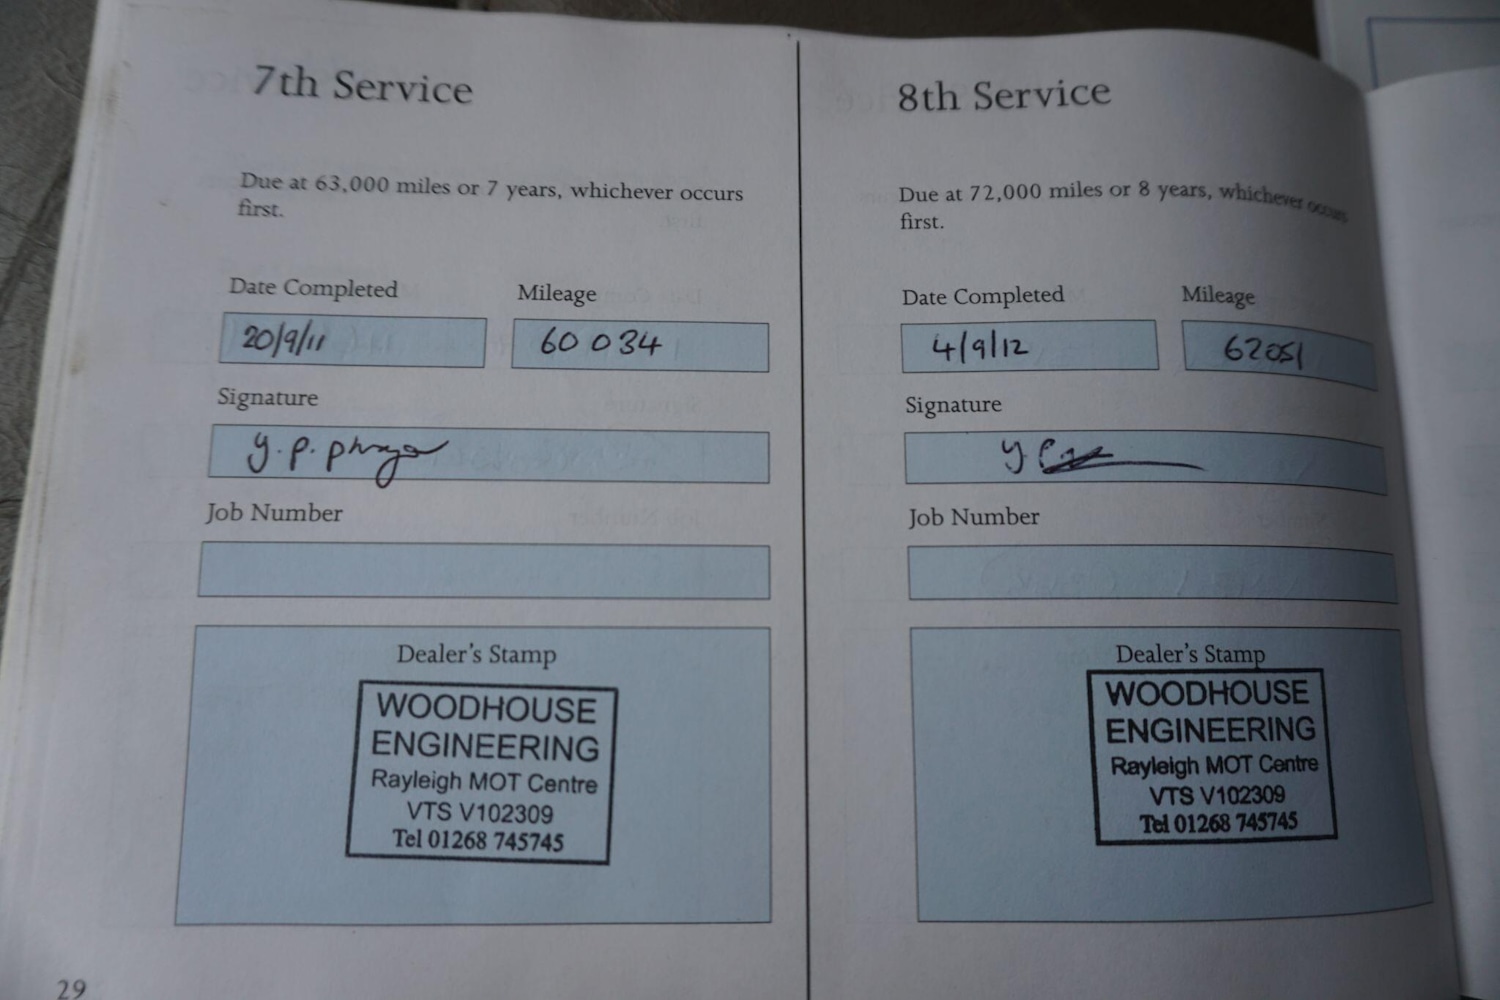 7th Service
Due at 63,000 miles or 7 years, whichever occurs
first.
Date Completed
Mileage
20/9/11
60 034
Signature
Job Number
Dealer's Stamp
WOODHOUSE
ENGINEERING
Rayleigh MOT Centre
VTS V102309
Tel 01268 745745
29
8th Service
Due at 72,000 miles or 8 years, whichever occurs
first.
Date Completed
Mileage
4/9/12
62051
Signature
Job Number
Dealer's Stamp
WOODHOUSE
ENGINEERING
Rayleigh MOT Centre
VTS V102309
Tel 01268 745745